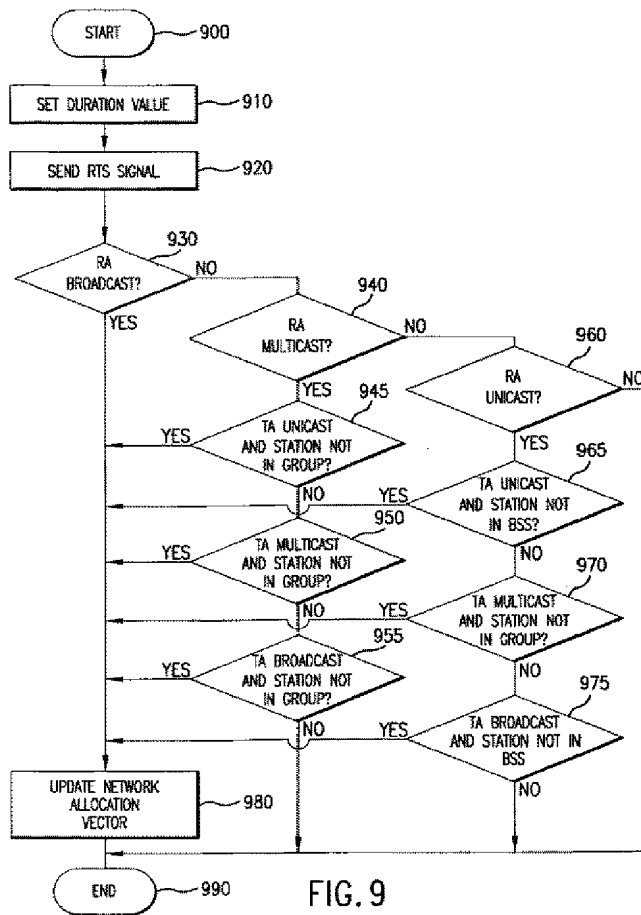 START
900
SET DURATION VALUE
910
SEND RTS SIGNAL
920
RA
BROADCAST?
930
NO
YES
RA
MULTICAST?
940
NO
YES
RA
UNICAST?
960
NO
YES
TA UNICAST
AND STATION NOT
IN GROUP?
945
YES
NO
TA UNICAST
AND STATION NOT
IN BSS?
965
YES
NO
TA MULTICAST
AND STATION NOT
IN GROUP?
950
YES
NO
TA MULTICAST
AND STATION NOT
IN GROUP?
970
YES
NO
TA BROADCAST
AND STATION NOT
IN GROUP?
955
YES
NO
TA BROADCAST
AND STATION NOT IN
BSS
975
YES
NO
UPDATE NETWORK
ALLOCATION
VECTOR
980
END
990
FIG. 9